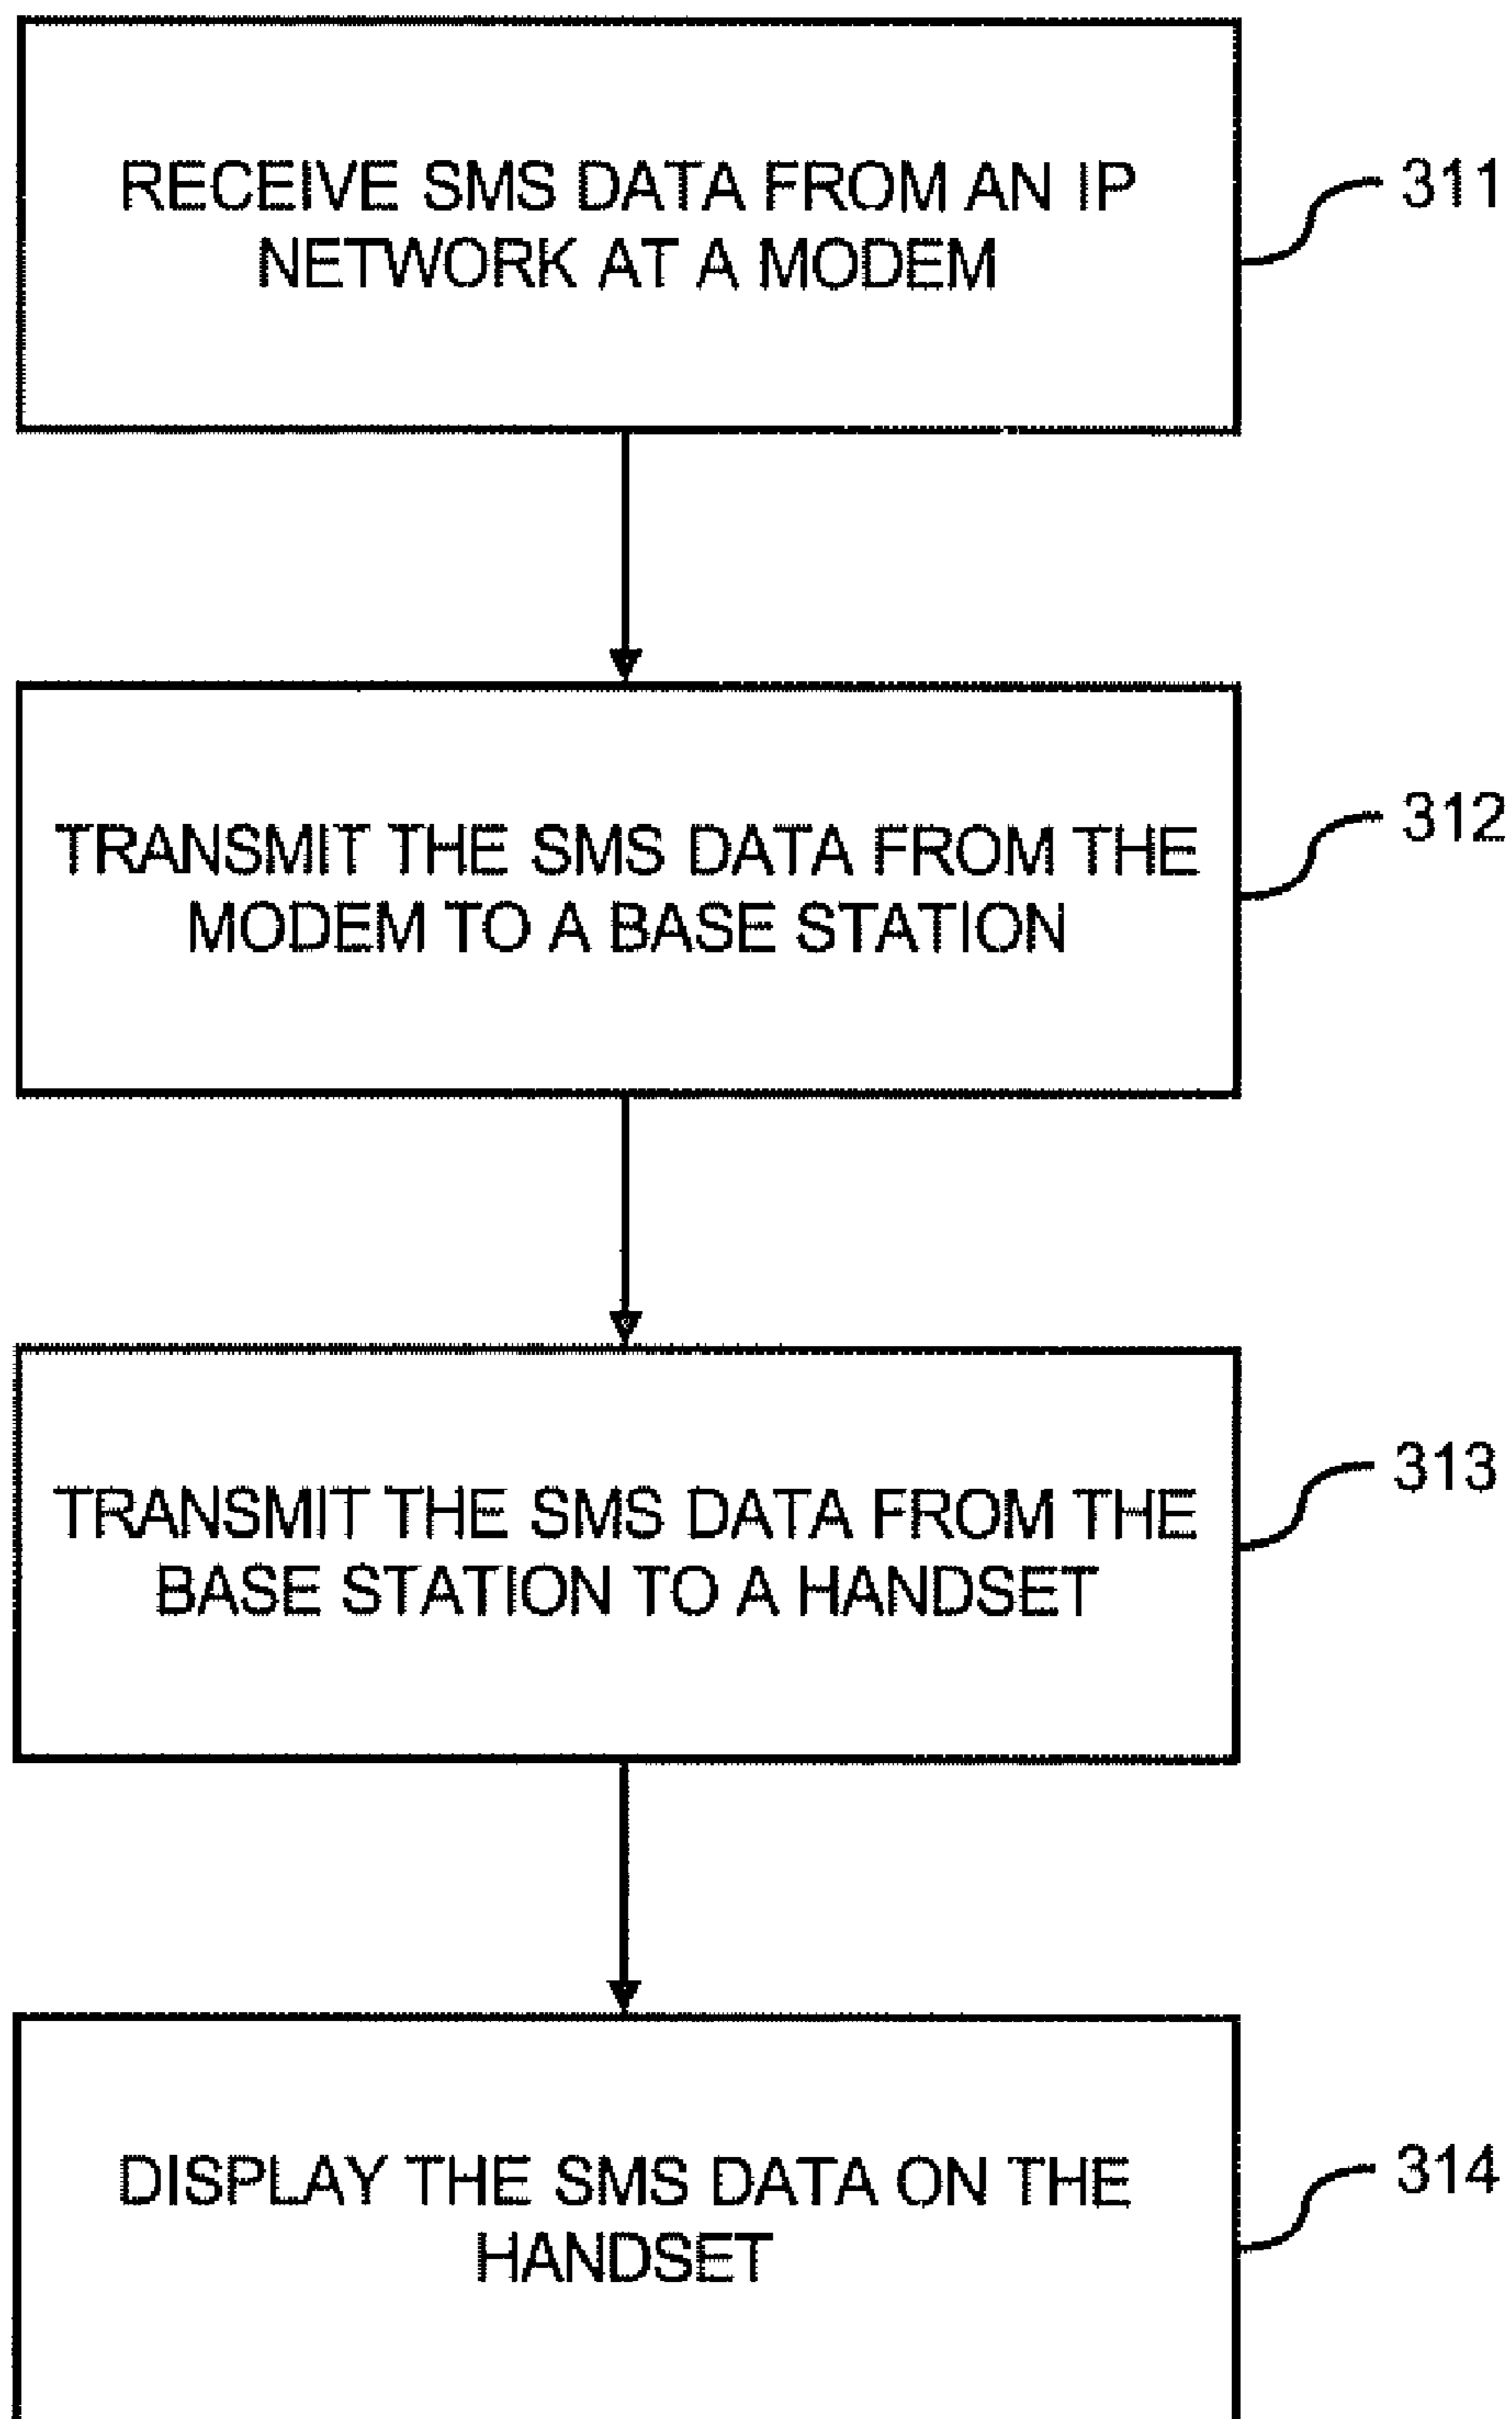 RECEIVE SMS DATA FROM AN IP
NETWORK AT A MODEM
311
TRANSMIT THE SMS DATA FROM THE
MODEM TO A BASE STATION
312
TRANSMIT THE SMS DATA FROM THE
BASE STATION TO A HANDSET
313
DISPLAY THE SMS DATA ON THE
HANDSET
314